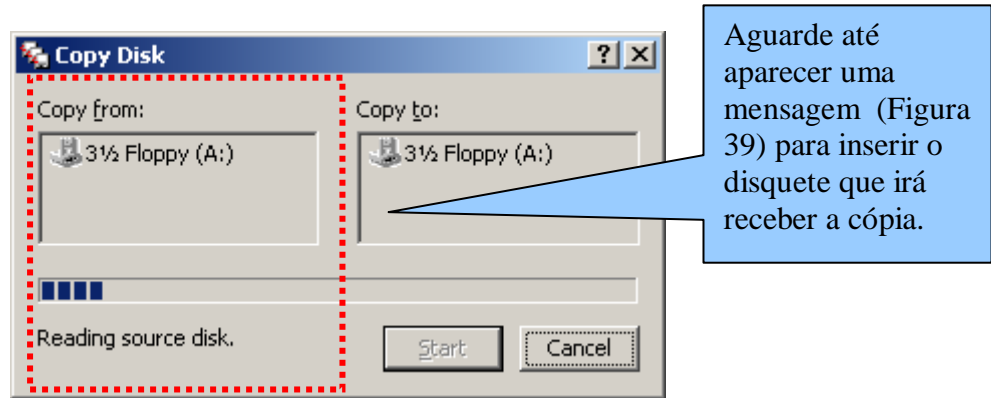 Copy Disk
Copy from:
3½ Floppy (A:)
Copy to:
3½ Floppy (A:)
Reading source disk.
Start
Cancel
Aguarde até
aparecer uma
mensagem (Figura
39) para inserir o
disquete que irá
receber a cópia.